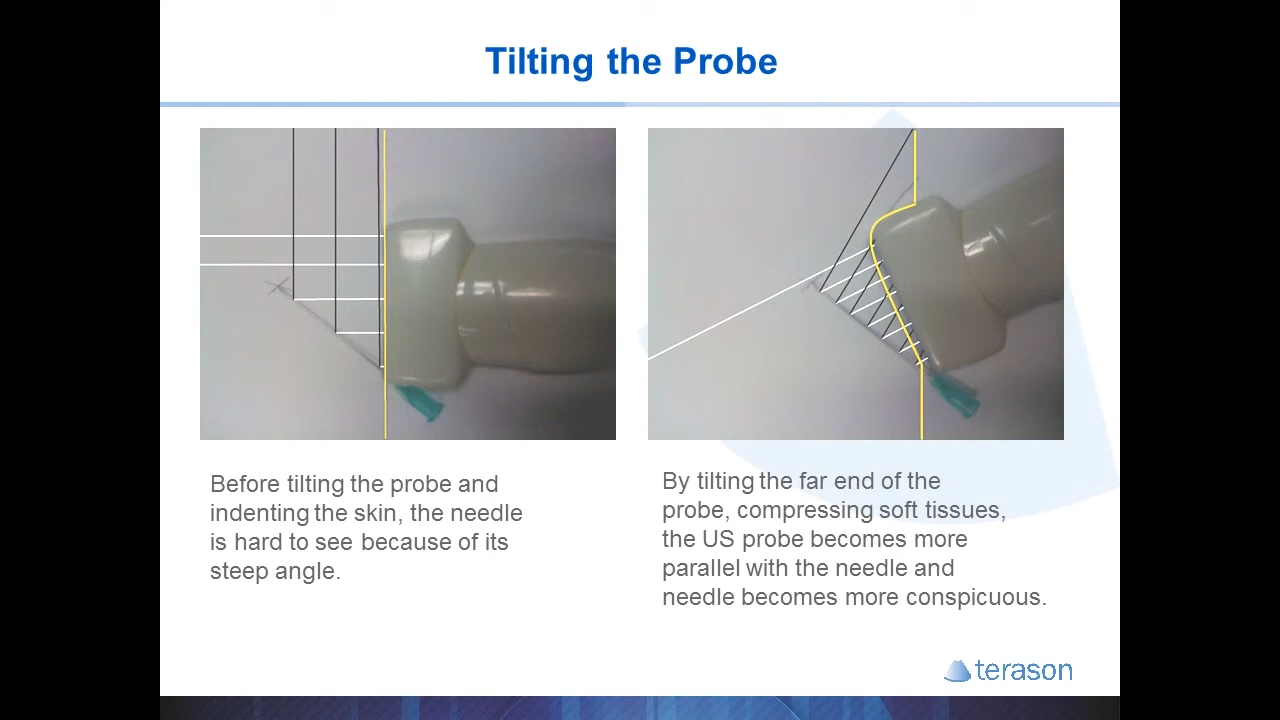 Tilting the Probe
Before tilting the probe and
indenting the skin, the needle
is hard to see because of its
steep angle.
By tilting the far end of the
probe, compressing soft tissues,
the US probe becomes more
parallel with the needle and
needle becomes more conspicuous.
terason